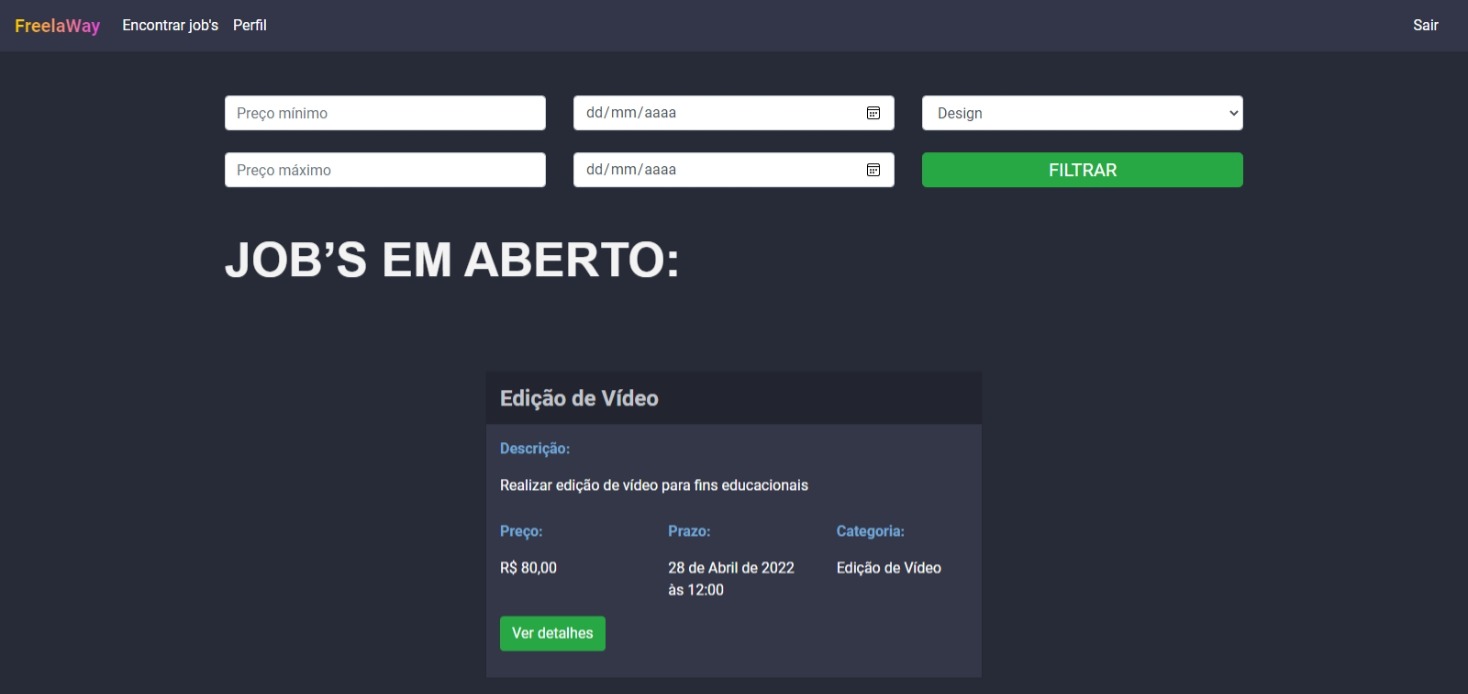 FreelaWay Encontrar job's Perfil Sair
Preço mínimo dd/mm/aaaa Design
Preço máximo dd/mm/aaaa FILTRAR
JOB’S EM ABERTO:
Edição de Vídeo
Descrição:
Realizar edição de vídeo para fins educacionais
Preço: Prazo: Categoria:
R$ 80,00 28 de Abril de 2022 Edição de Vídeo
às 12:00
Ver detalhes